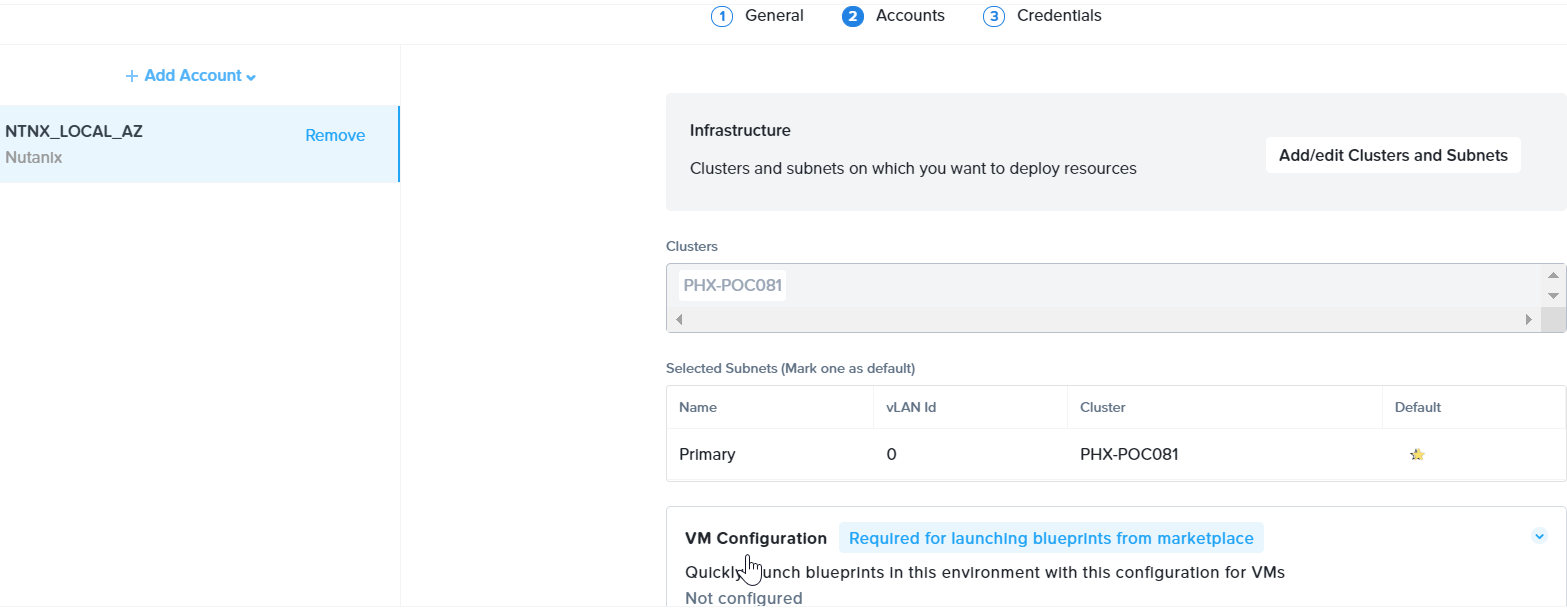 1 General 2 Accounts 3 Credentials
+ Add Account
NTNX_LOCAL_AZ
Remove
Nutanix
Infrastructure
Clusters and subnets on which you want to deploy resources
Add/edit Clusters and Subnets
Clusters
PHX-POC081
Selected Subnets (Mark one as default)
Name vLAN Id Cluster Default
Primary 0 PHX-POC081
VM Configuration Required for launching blueprints from marketplace
Quickly launch blueprints in this environment with this configuration for VMs
Not configured